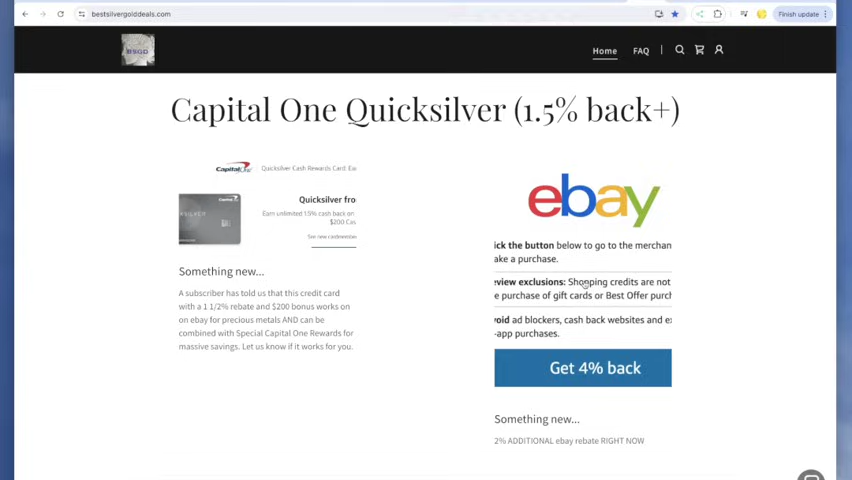 bestsilvergolddeals.com
Finish update
BSGD
Home
FAQ
Capital One Quicksilver (1.5% back+)
Capital One
Quicksilver Cash Rewards Card: Ea
Quicksilver fro
Earn unlimited 1.5% cash back on
$200 Cas
Something new...
A subscriber has told us that this credit card
with a 1 1/2% rebate and $200 bonus works on
on ebay for precious metals AND can be
combined with Special Capital One Rewards for
massive savings. Let us know if it works for you.
ebay
ick the button below to go to the merchan
ake a purchase.
eview exclusions: Shopping credits are not
e purchase of gift cards or Best Offer purch
oid ad blockers, cash back websites and e
-app purchases.
Get 4% back
Something new...
2% ADDITIONAL ebay rebate RIGHT NOW